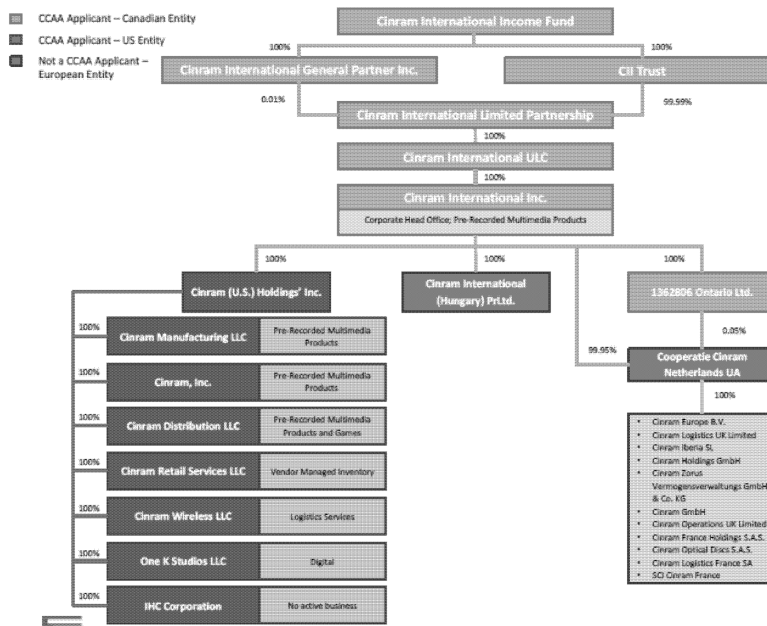 CCAA Applicant – Canadian Entity
CCAA Applicant – US Entity
Not a CCAA Applicant –
European Entity
Cinram International Income Fund
100%
100%
Cinram International General Partner Inc.
CII Trust
0.01%
99.99%
Cinram International Limited Partnership
100%
Cinram International ULC
100%
Cinram International Inc.
Corporate Head Office; Pre-Recorded Multimedia Products
100%
100%
100%
Cinram (U.S.) Holdings' Inc.
Cinram International
(Hungary) PrLtd.
1362806 Ontario Ltd.
0.05%
99.95%
Cooperatie Cinram
Netherlands UA
100%
100%
Cinram Manufacturing LLC
Pre-Recorded Multimedia
Products
100%
Cinram, Inc.
Pre-Recorded Multimedia
Products
100%
Cinram Distribution LLC
Pre-Recorded Multimedia
Products and Games
100%
Cinram Retail Services LLC
Vendor Managed Inventory
100%
Cinram Wireless LLC
Logistics Services
100%
One K Studios LLC
Digital
100%
IHC Corporation
No active business
• Cinram Europe B.V.
• Cinram Logistics UK Limited
• Cinram Iberia SL
• Cinram Holdings GmbH
• Cinram Zorus
Vermogensverwaltungs GmbH
& Co. KG
• Cinram GmbH
• Cinram Operations UK Limited
• Cinram France Holdings S.A.S.
• Cinram Optical Discs S.A.S.
• Cinram Logistics France SA
• SCI Cinram France